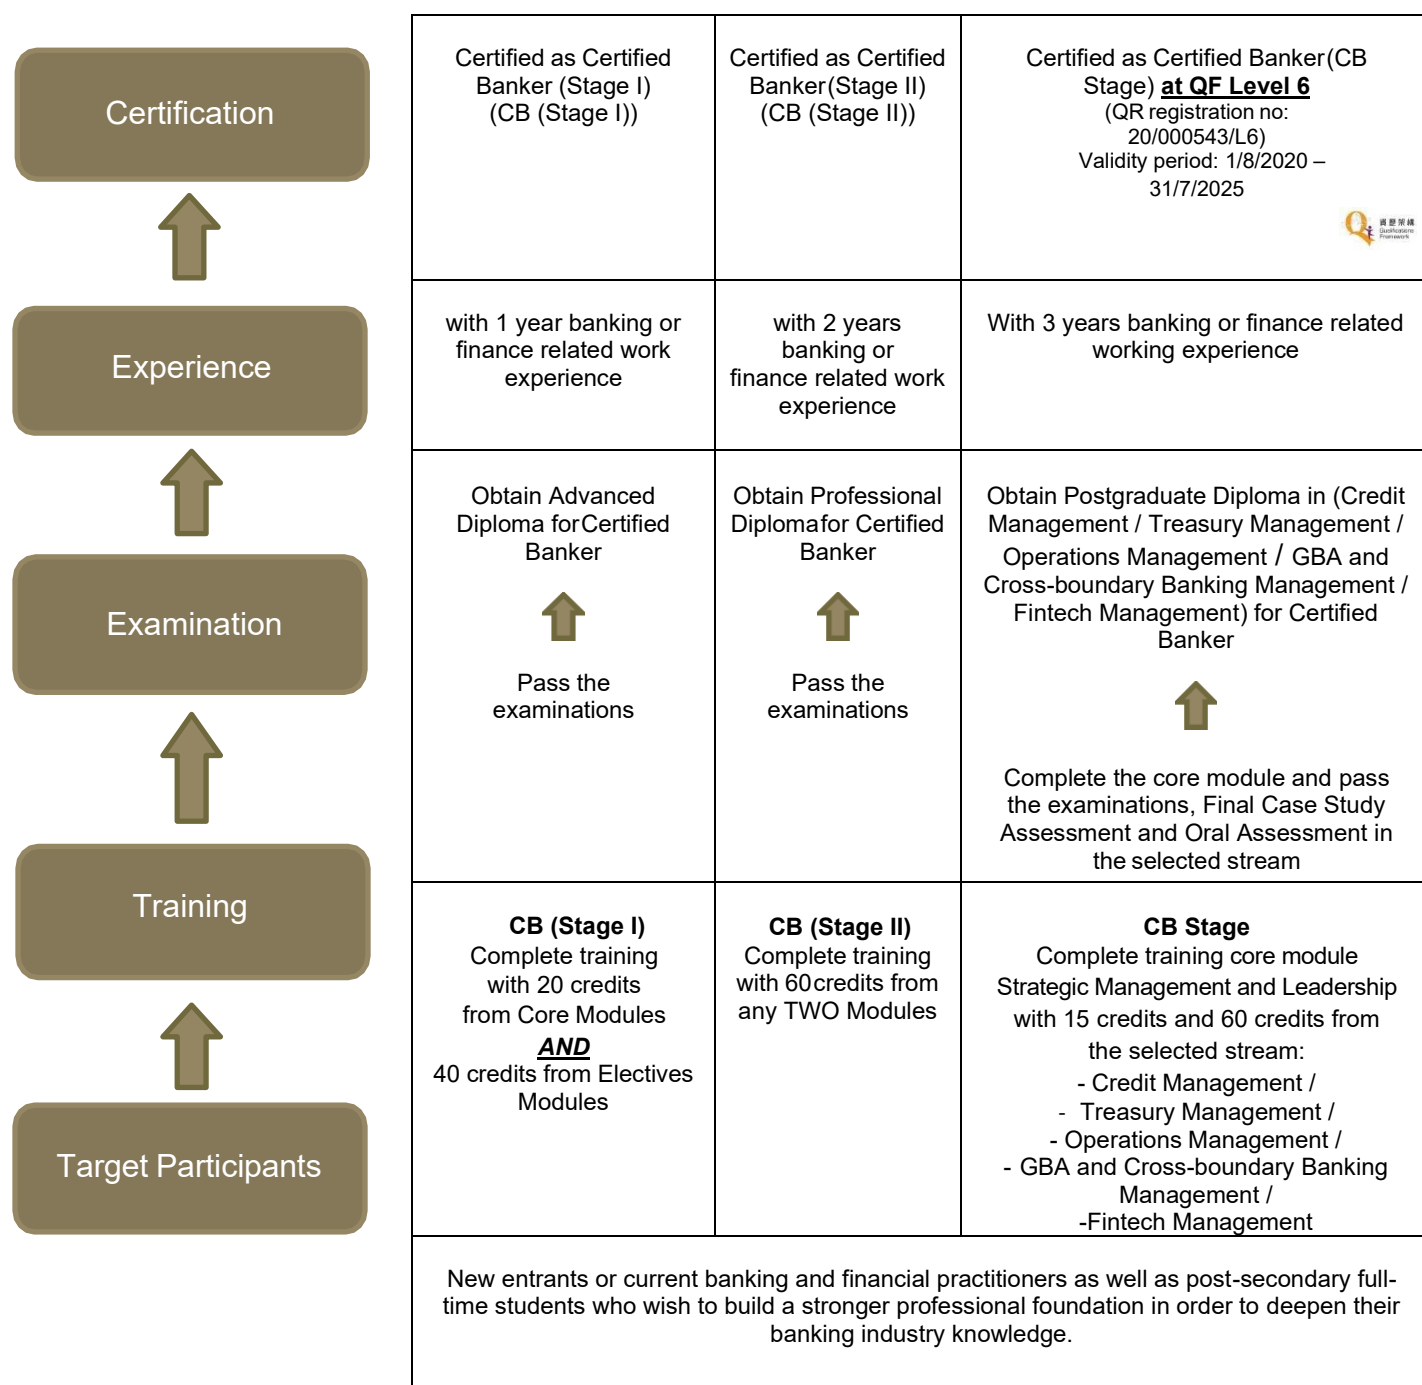 Certification
Certified as Certified
Banker (Stage I)
(CB (Stage I))
Certified as Certified
Banker(Stage II)
(CB (Stage II))
Certified as Certified Banker(CB
Stage) at QF Level 6
(QR registration no:
20/000543/L6)
Validity period: 1/8/2020 –
31/7/2025
資歷架構
Qualifications
Framework
Experience
with 1 year banking or
finance related work
experience
with 2 years
banking or
finance related work
experience
With 3 years banking or finance related
working experience
Examination
Obtain Advanced
Diploma forCertified
Banker
Pass the
examinations
Obtain Professional
Diplomafor Certified
Banker
Pass the
examinations
Obtain Postgraduate Diploma in (Credit
Management / Treasury Management /
Operations Management / GBA and
Cross-boundary Banking Management /
Fintech Management) for Certified
Banker
Complete the core module and pass
the examinations, Final Case Study
Assessment and Oral Assessment in
the selected stream
Training
CB (Stage I)
Complete training
with 20 credits
from Core Modules
AND
40 credits from Electives
Modules
CB (Stage II)
Complete training
with 60credits from
any TWO Modules
CB Stage
Complete training core module
Strategic Management and Leadership
with 15 credits and 60 credits from
the selected stream:
- Credit Management /
- Treasury Management /
- Operations Management /
- GBA and Cross-boundary Banking
Management /
-Fintech Management
Target Participants
New entrants or current banking and financial practitioners as well as post-secondary full-
time students who wish to build a stronger professional foundation in order to deepen their
banking industry knowledge.